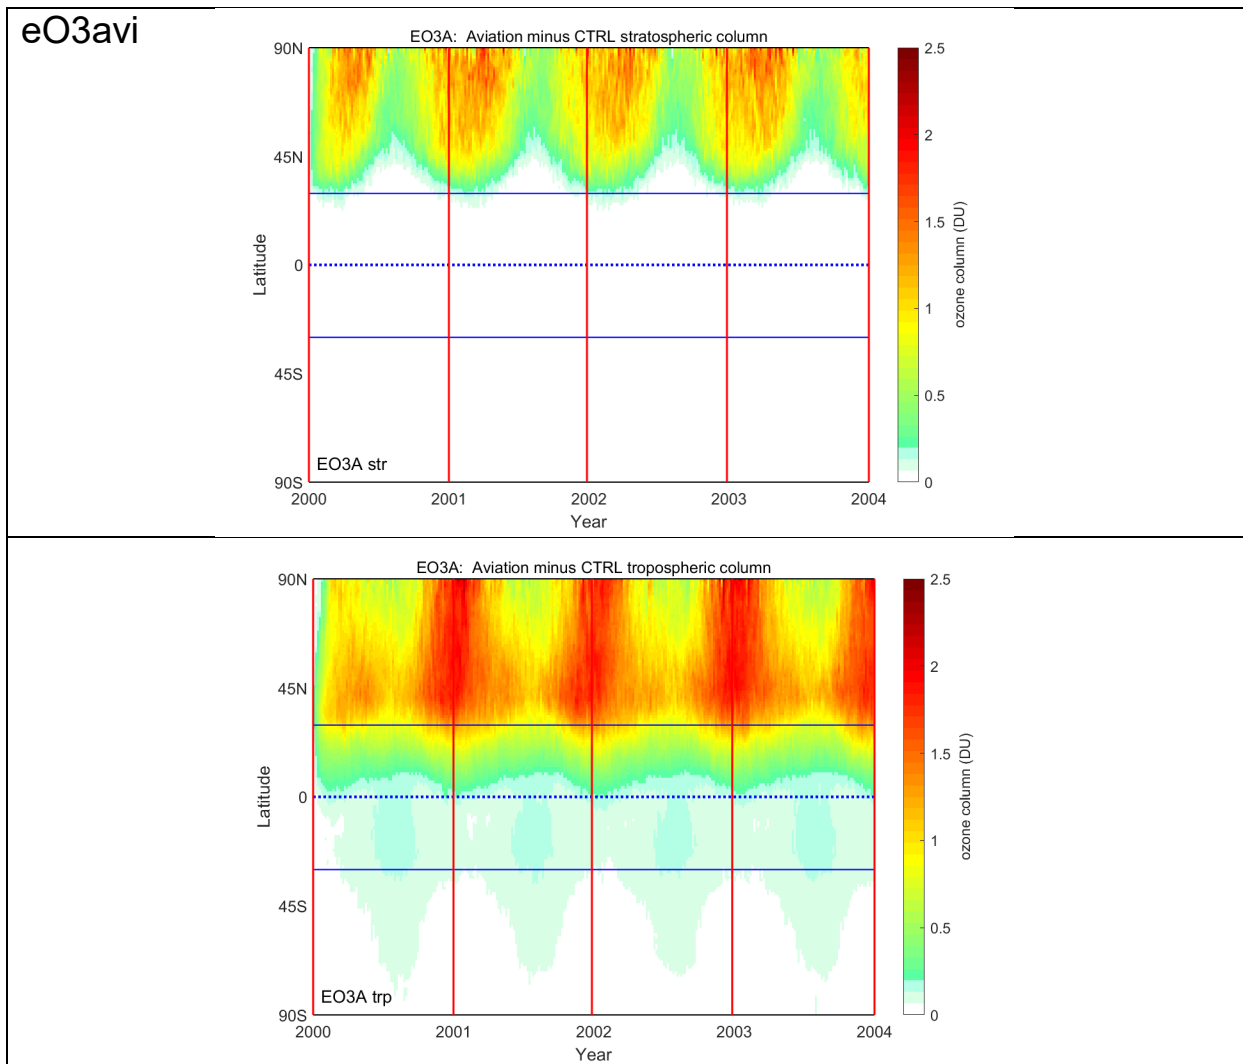 eO3avi
EO3A: Aviation minus CTRL stratospheric column
90N
45N
0
45S
90S
Latitude
EO3A str
2000 2001 2002 2003 2004
Year
2.5
2
1.5
1
0.5
0
ozone column (DU)
EO3A: Aviation minus CTRL tropospheric column
90N
45N
0
45S
90S
Latitude
EO3A trp
2000 2001 2002 2003 2004
Year
2.5
2
1.5
1
0.5
0
ozone column (DU)